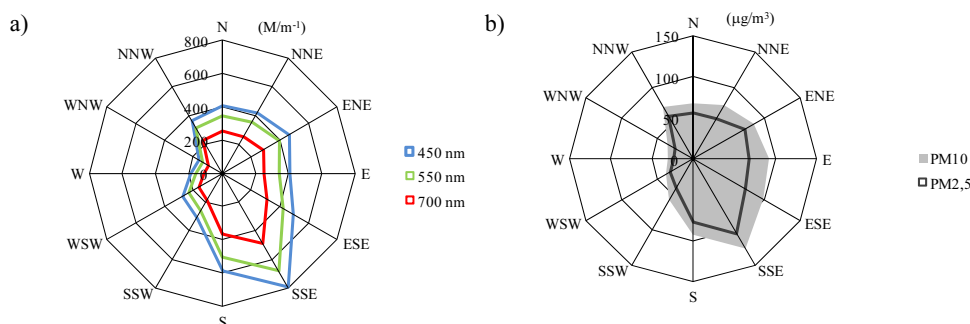 a)
N
(M/m⁻¹)
800
600
400
200
0
NNE
ENE
E
ESE
SSE
S
SSW
WSW
W
WNW
NNW
450 nm
550 nm
700 nm
b)
N
(µg/m³)
150
100
50
0
NNE
ENE
E
ESE
SSE
S
SSW
WSW
W
WNW
NNW
PM10
PM2,5